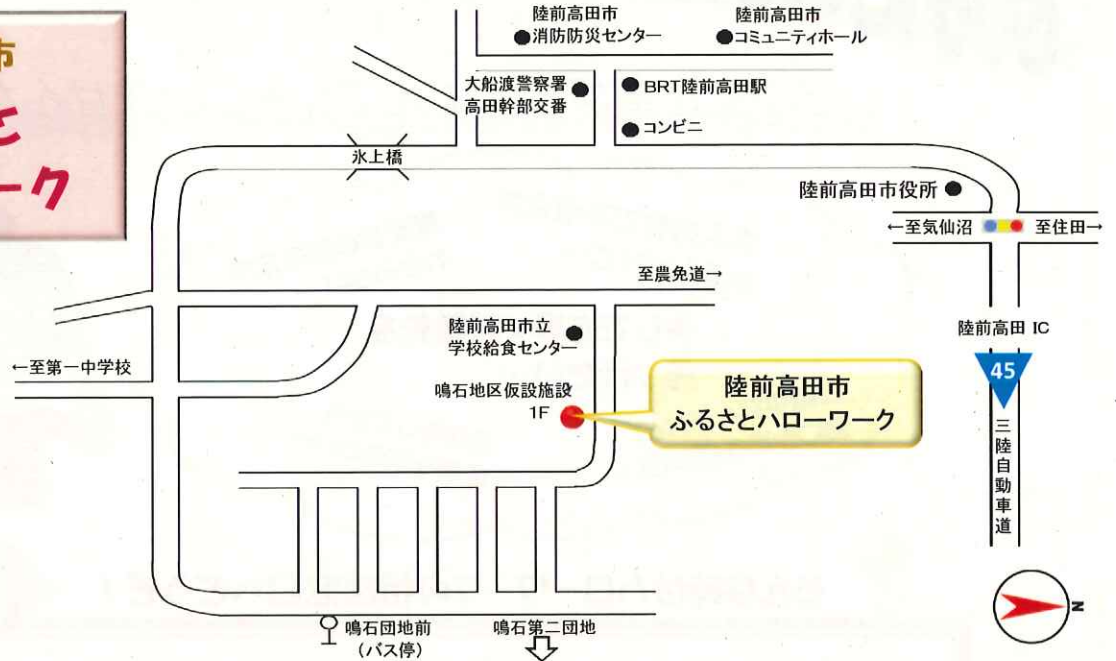 市
と
ーク
陸前高田市
消防防災センター
陸前高田市
コミュニティホール
大船渡警察署
高田幹部交番
BRT陸前高田駅
コンビニ
氷上橋
陸前高田市役所
←至気仙沼
至住田→
至農免道→
陸前高田市立
学校給食センター
陸前高田 IC
45
三陸自動車道
←至第一中学校
鳴石地区仮設施設
1F
陸前高田市
ふるさとハローワーク
鳴石団地前
(バス停)
鳴石第二団地
N